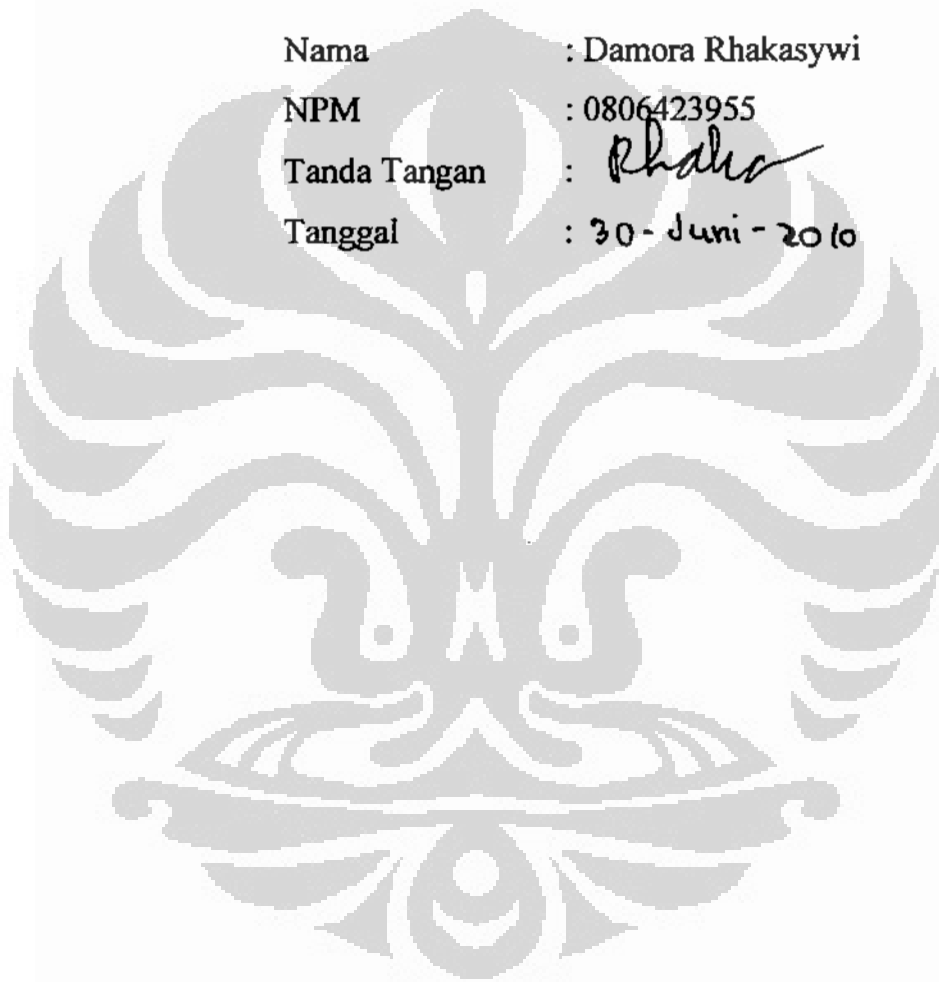 Nama : Damora Rhakasywi
NPM : 0806423955
Tanda Tangan : Rhaka
Tanggal : 30-Juni-2010